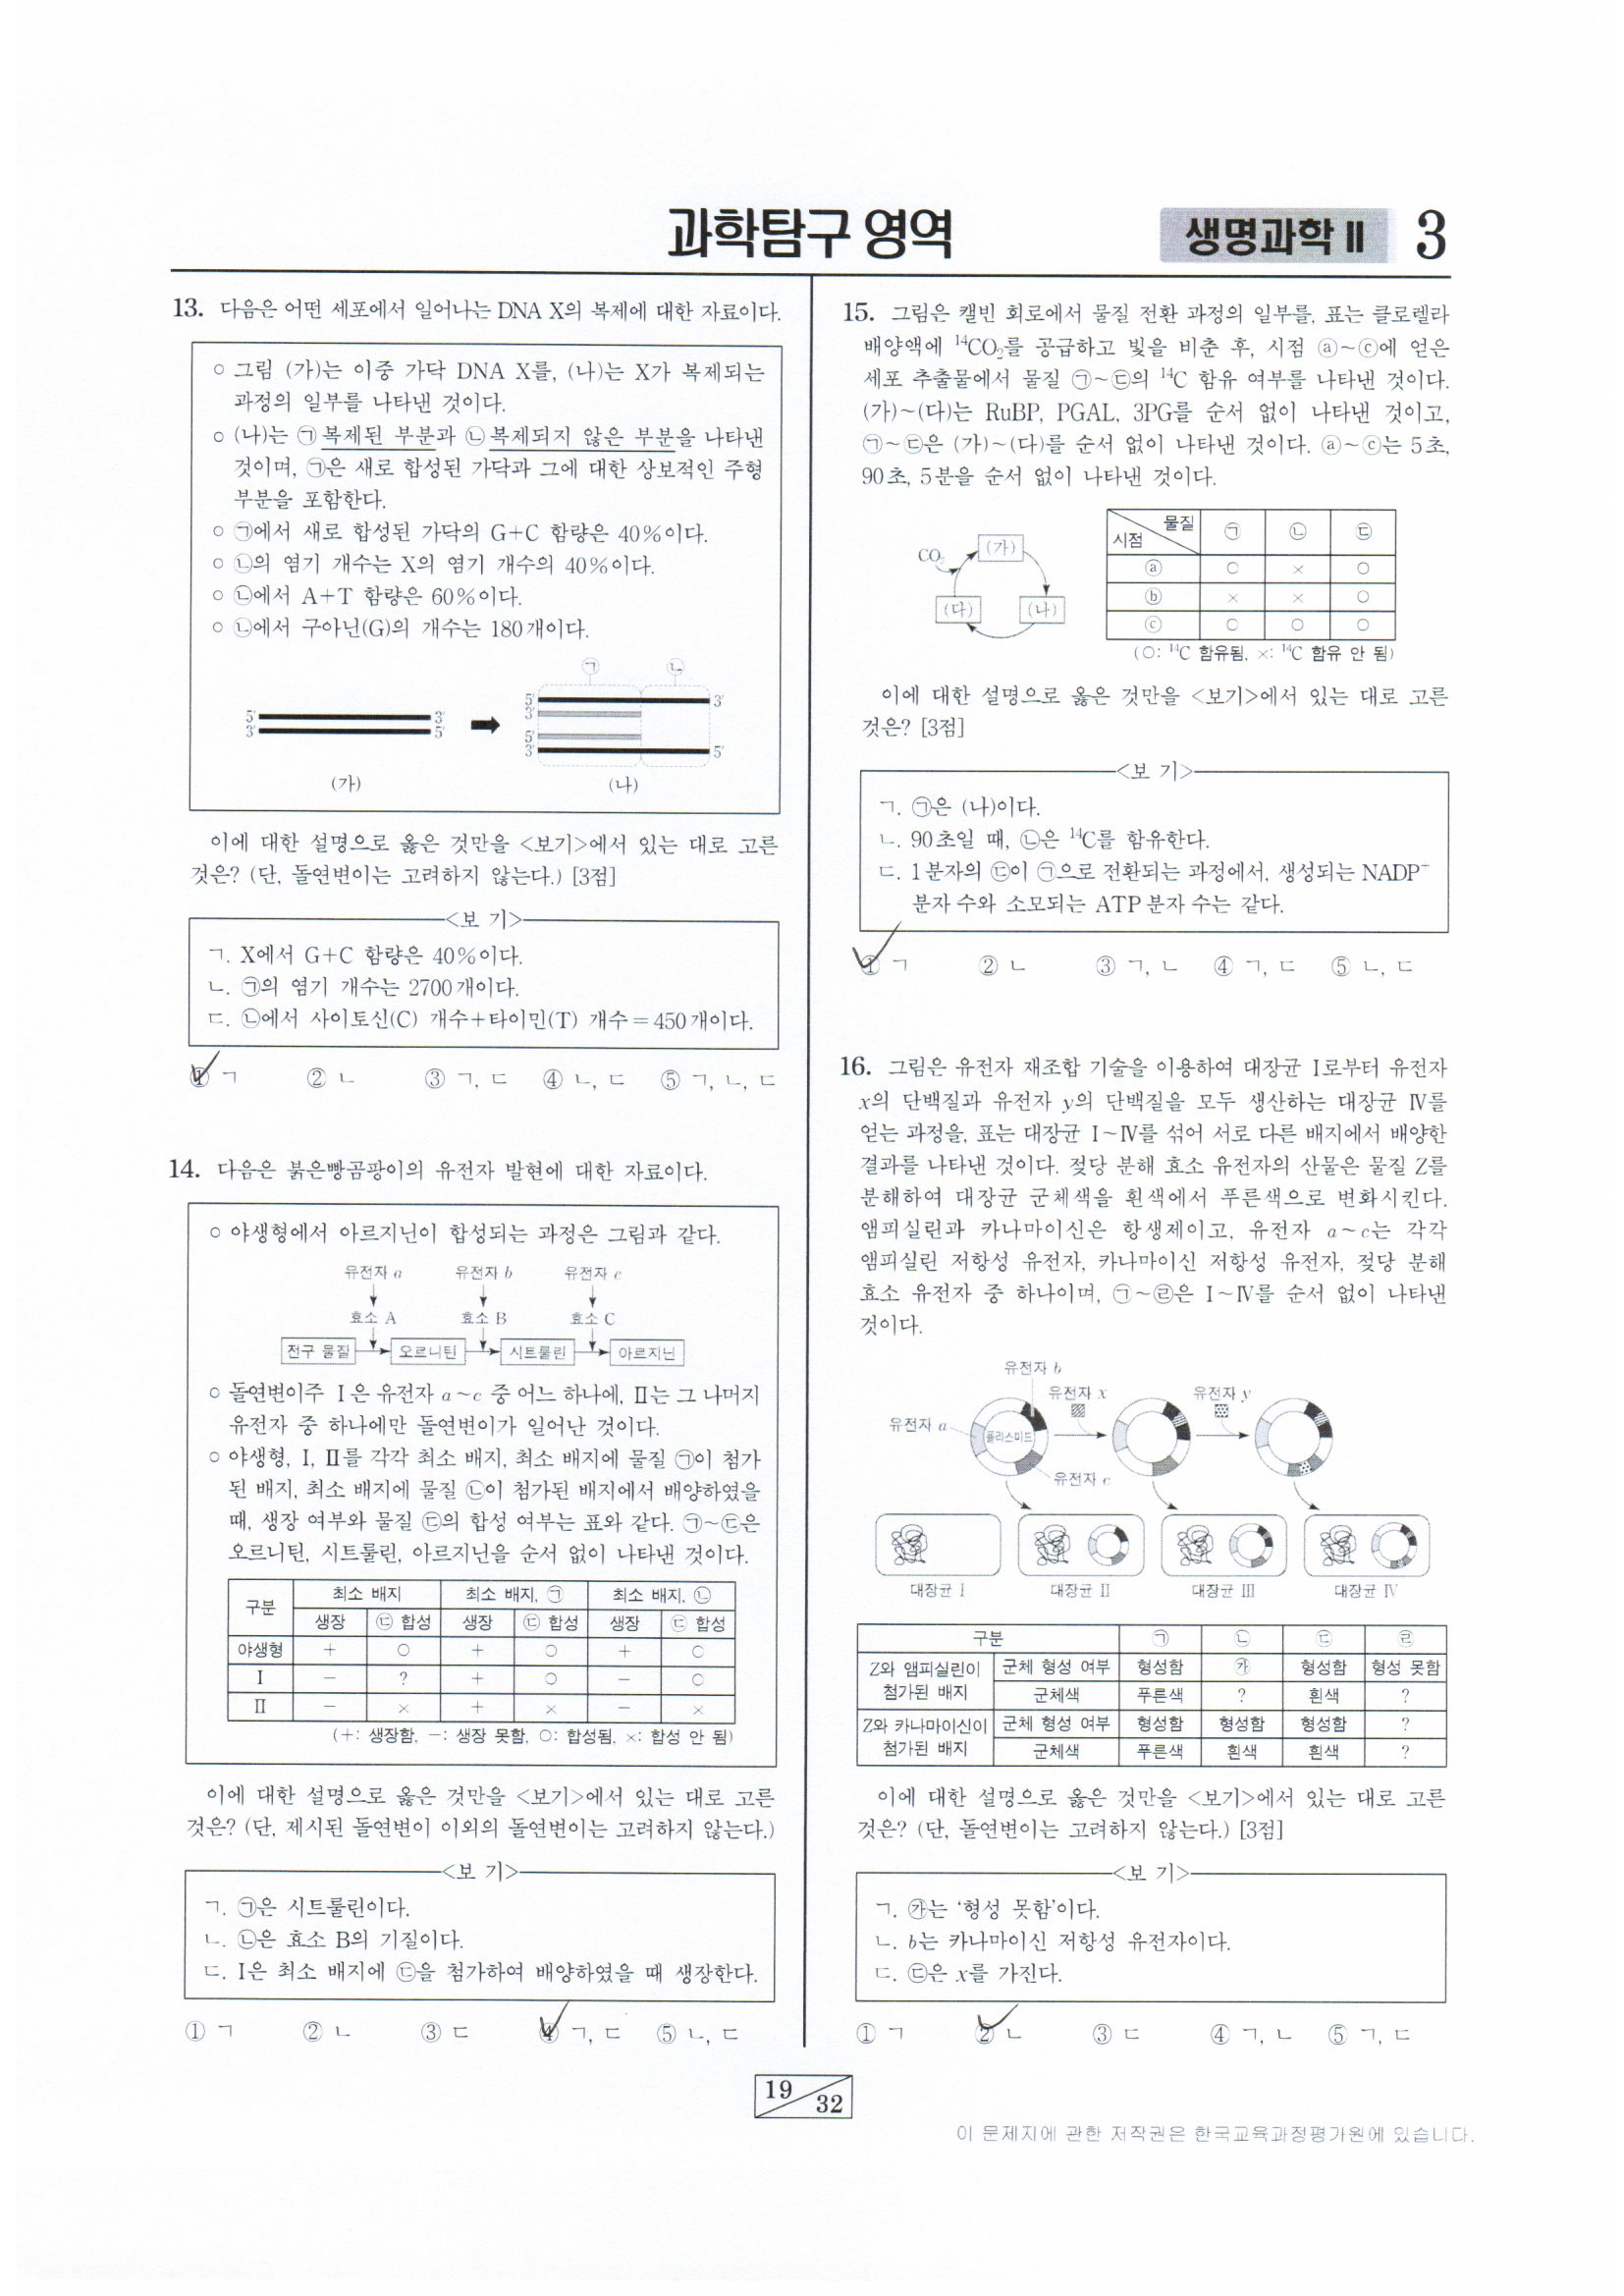 과학탐구 영역
생명과학 Ⅱ
3
13. 다음은 어떤 세포에서 일어나는 DNA X의 복제에 대한 자료이다.
○ 그림 (가)는 이중 가닥 DNA X를, (나)는 X가 복제되는
과정의 일부를 나타낸 것이다.
○ (나)는 ㉠복제된 부분과 ㉡복제되지 않은 부분을 나타낸
것이며, ㉠은 새로 합성된 가닥과 그에 대한 상보적인 주형
부분을 포함한다.
○ ㉠에서 새로 합성된 가닥의 G+C 함량은 40%이다.
○ ㉡의 염기 개수는 X의 염기 개수의 40%이다.
○ ㉡에서 A+T 함량은 60%이다.
○ ㉡에서 구아닌(G)의 개수는 180개이다.
㉠ ㉡
5′ 3′
3′
5′ 3′
3′ 5′
5′
3′ 5′
(가) (나)
이에 대한 설명으로 옳은 것만을 <보기>에서 있는 대로 고른
것은? (단, 돌연변이는 고려하지 않는다.) [3점]
<보 기>
ㄱ. X에서 G+C 함량은 40%이다.
ㄴ. ㉠의 염기 개수는 2700개이다.
ㄷ. ㉡에서 사이토신(C) 개수+타이민(T) 개수=450개이다.
① ㄱ ② ㄴ ③ ㄱ, ㄷ ④ ㄴ, ㄷ ⑤ ㄱ, ㄴ, ㄷ
14. 다음은 붉은빵곰팡이의 유전자 발현에 대한 자료이다.
○ 야생형에서 아르지닌이 합성되는 과정은 그림과 같다.
유전자 a 유전자 b 유전자 c
효소 A 효소 B 효소 C
전구 물질 오르니틴 시트룰린 아르지닌
○ 돌연변이주 Ⅰ은 유전자 a~c 중 어느 하나에, Ⅱ는 그 나머지
유전자 중 하나에만 돌연변이가 일어난 것이다.
○ 야생형, Ⅰ, Ⅱ를 각각 최소 배지, 최소 배지에 물질 ㉠이 첨가
된 배지, 최소 배지에 물질 ㉡이 첨가된 배지에서 배양하였을
때, 생장 여부와 물질 ㉢의 합성 여부는 표와 같다. ㉠~㉢은
오르니틴, 시트룰린, 아르지닌을 순서 없이 나타낸 것이다.
구분 최소 배지 최소 배지, ㉠ 최소 배지, ㉡
생장 ㉢ 합성 생장 ㉢ 합성 생장 ㉢ 합성
야생형 + ○ + ○ + ○
Ⅰ － ? + ○ － ○
Ⅱ － × + × － ×
(+: 생장함, －: 생장 못함, ○: 합성됨, ×: 합성 안 됨)
이에 대한 설명으로 옳은 것만을 <보기>에서 있는 대로 고른
것은? (단, 제시된 돌연변이 이외의 돌연변이는 고려하지 않는다.)
<보 기>
ㄱ. ㉠은 시트룰린이다.
ㄴ. ㉡은 효소 B의 기질이다.
ㄷ. Ⅰ은 최소 배지에 ㉢을 첨가하여 배양하였을 때 생장한다.
① ㄱ ② ㄴ ③ ㄷ ④ ㄱ, ㄷ ⑤ ㄴ, ㄷ
15. 그림은 캘빈 회로에서 물질 전환 과정의 일부를, 표는 클로렐라
배양액에 ¹⁴CO₂를 공급하고 빛을 비춘 후, 시점 ⓐ~ⓒ에 얻은
세포 추출물에서 물질 ㉠~㉢의 ¹⁴C 함유 여부를 나타낸 것이다.
(가)~(다)는 RuBP, PGAL, 3PG를 순서 없이 나타낸 것이고,
㉠~㉢은 (가)~(다)를 순서 없이 나타낸 것이다. ⓐ~ⓒ는 5초,
90초, 5분을 순서 없이 나타낸 것이다.
CO₂ (가)
(다) (나)
물질 ㉠ ㉡ ㉢
시점
ⓐ ○ × ○
ⓑ × × ○
ⓒ ○ ○ ○
(○: ¹⁴C 함유됨, ×: ¹⁴C 함유 안 됨)
이에 대한 설명으로 옳은 것만을 <보기>에서 있는 대로 고른
것은? [3점]
<보 기>
ㄱ. ㉠은 (나)이다.
ㄴ. 90초일 때, ㉡은 ¹⁴C를 함유한다.
ㄷ. 1분자의 ㉢이 ㉠으로 전환되는 과정에서, 생성되는 NADP⁺
분자 수와 소모되는 ATP 분자 수는 같다.
① ㄱ ② ㄴ ③ ㄱ, ㄴ ④ ㄱ, ㄷ ⑤ ㄴ, ㄷ
16. 그림은 유전자 재조합 기술을 이용하여 대장균 Ⅰ로부터 유전자
x의 단백질과 유전자 y의 단백질을 모두 생산하는 대장균 Ⅳ를
얻는 과정을, 표는 대장균 Ⅰ~Ⅳ를 섞어 서로 다른 배지에서 배양한
결과를 나타낸 것이다. 젖당 분해 효소 유전자의 산물은 물질 Z를
분해하여 대장균 군체색을 흰색에서 푸른색으로 변화시킨다.
앰피실린과 카나마이신은 항생제이고, 유전자 a~c는 각각
앰피실린 저항성 유전자, 카나마이신 저항성 유전자, 젖당 분해
효소 유전자 중 하나이며, ㉠~㉣은 Ⅰ~Ⅳ를 순서 없이 나타낸
것이다.
유전자 b
유전자 x 유전자 y
유전자 a 플라스미드
유전자 c
대장균 Ⅰ 대장균 Ⅱ 대장균 Ⅲ 대장균 Ⅳ
구분 ㉠ ㉡ ㉢ ㉣
Z와 앰피실린이 첨가된 배지 군체 형성 여부 형성함 ㉮ 형성함 형성 못함
군체색 푸른색 ? 흰색 ?
Z와 카나마이신이 첨가된 배지 군체 형성 여부 형성함 형성함 형성함 ?
군체색 푸른색 흰색 흰색 ?
이에 대한 설명으로 옳은 것만을 <보기>에서 있는 대로 고른
것은? (단, 돌연변이는 고려하지 않는다.) [3점]
<보 기>
ㄱ. ㉮는 ‘형성 못함’이다.
ㄴ. b는 카나마이신 저항성 유전자이다.
ㄷ. ㉢은 x를 가진다.
① ㄱ ② ㄴ ③ ㄷ ④ ㄱ, ㄴ ⑤ ㄱ, ㄷ
19 32
이 문제지에 관한 저작권은 한국교육과정평가원에 있습니다.